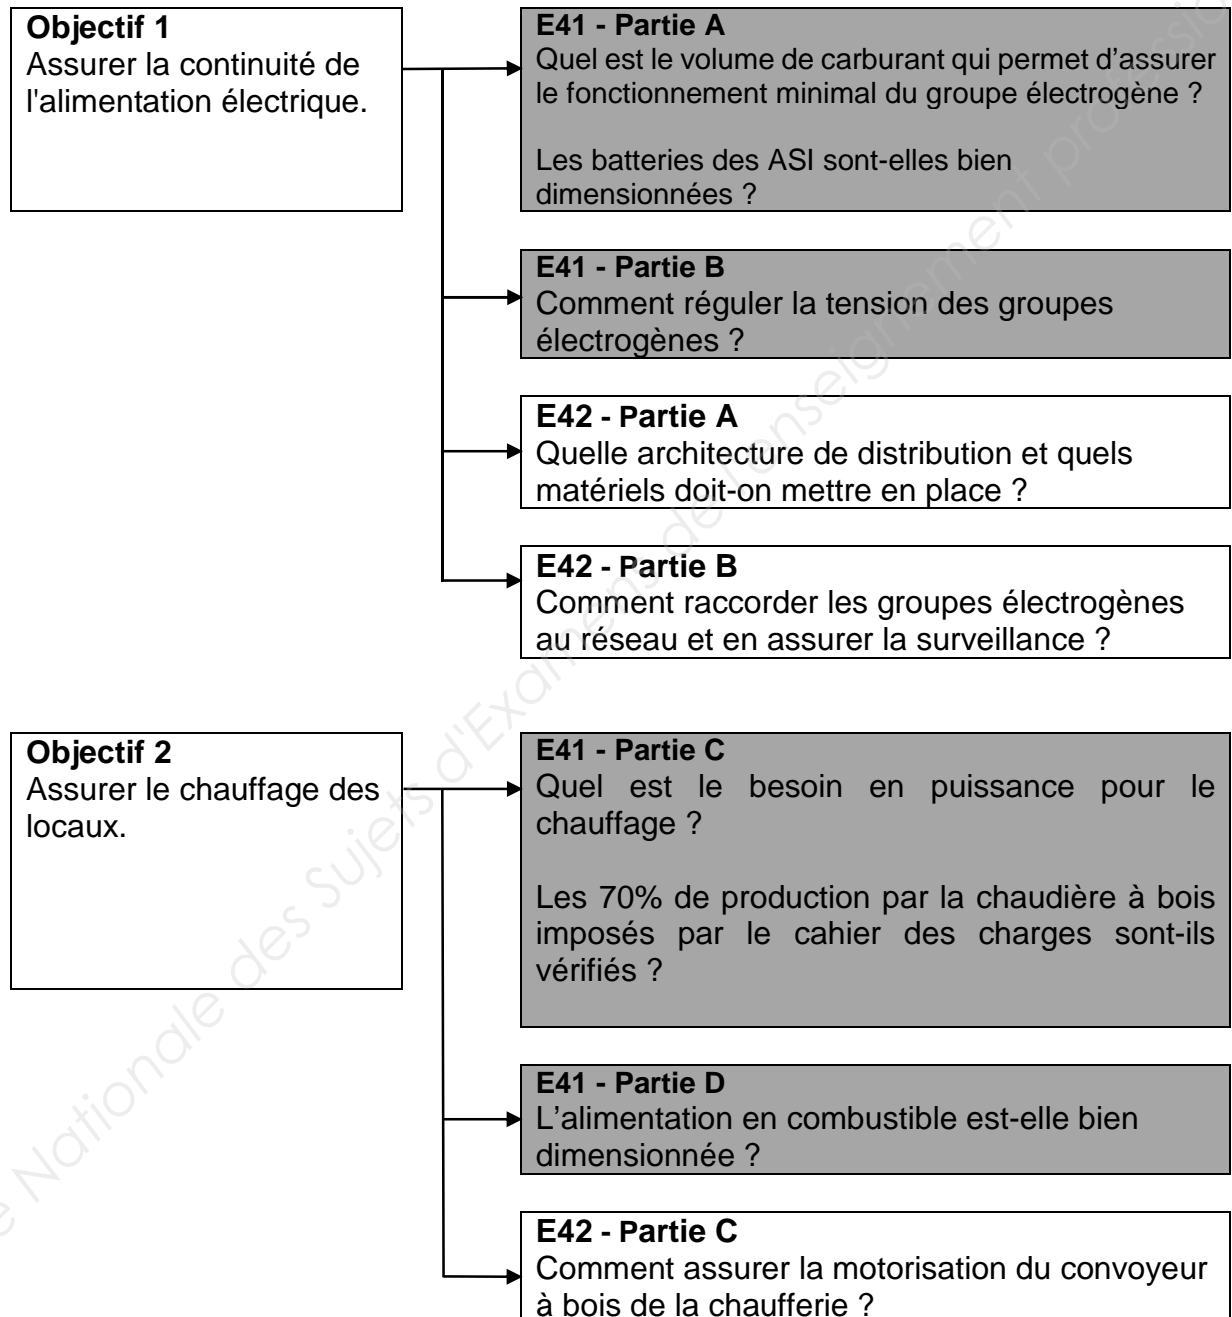 Objectif 1
Assurer la continuité de
l'alimentation électrique.
E41 - Partie A
Quel est le volume de carburant qui permet d'assurer
le fonctionnement minimal du groupe électrogène ?
Les batteries des ASI sont-elles bien
dimensionnées ?
E41 - Partie B
Comment réguler la tension des groupes
électrogènes ?
E42 - Partie A
Quelle architecture de distribution et quels
matériels doit-on mettre en place ?
E42 - Partie B
Comment raccorder les groupes électrogènes
au réseau et en assurer la surveillance ?
Objectif 2
Assurer le chauffage des
locaux.
E41 - Partie C
Quel est le besoin en puissance pour le
chauffage ?
Les 70% de production par la chaudière à bois
imposés par le cahier des charges sont-ils
vérifiés ?
E41 - Partie D
L'alimentation en combustible est-elle bien
dimensionnée ?
E42 - Partie C
Comment assurer la motorisation du convoyeur
à bois de la chaufferie ?
Nationale des Sujets d'Examens de l'enseignement